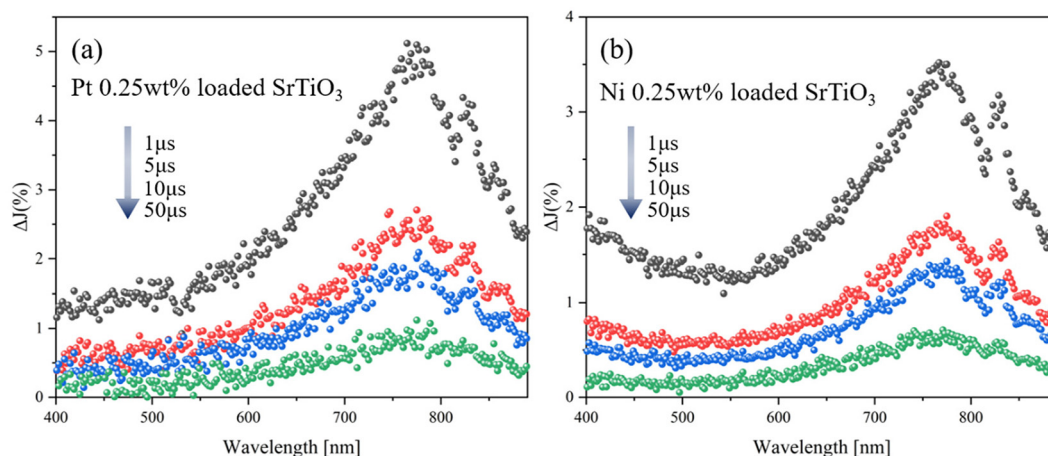 (a)
Pt 0.25wt% loaded SrTiO₃
1μs
5μs
10μs
50μs
ΔJ(%)
5
4
3
2
1
0
400 500 600 700 800
Wavelength [nm]
(b)
Ni 0.25wt% loaded SrTiO₃
1μs
5μs
10μs
50μs
ΔJ(%)
4
3
2
1
0
400 500 600 700 800
Wavelength [nm]